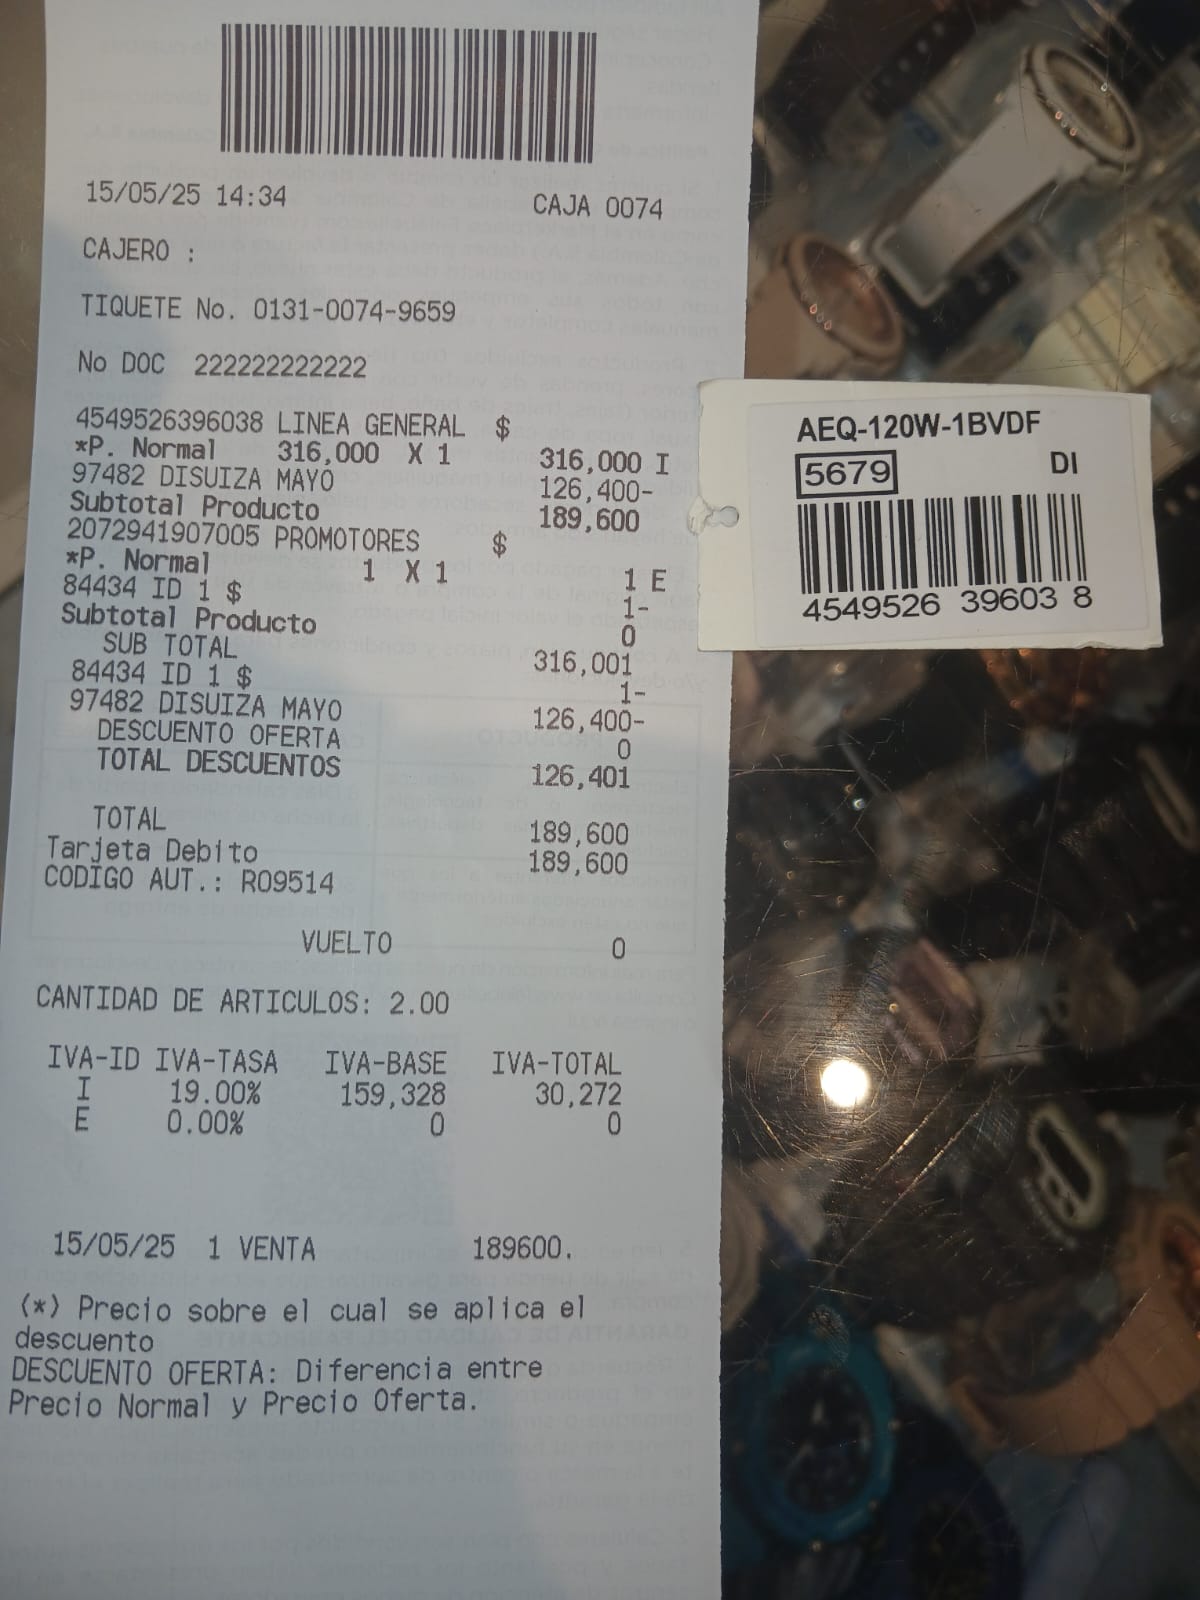 15/05/25 14:34 CAJA 0074
CAJERO :
TIQUETE No. 0131-0074-9659
No DOC 222222222222
4549526396038 LINEA GENERAL $
*P. Normal 316,000 X 1 316,000 I
97482 DISUIZA MAYO 126,400-
Subtotal Producto 189,600
2072941907005 PROMOTORES $
*P. Normal 1 X 1 1 E
84434 ID 1 $ 1-
Subtotal Producto 0
SUB TOTAL 316,001
84434 ID 1 $ 1-
97482 DISUIZA MAYO 126,400-
DESCUENTO OFERTA 0
TOTAL DESCUENTOS 126,401
TOTAL 189,600
Tarjeta Debito 189,600
CODIGO AUT.: R09514
VUELTO 0
CANTIDAD DE ARTICULOS: 2.00
IVA-ID IVA-TASA IVA-BASE IVA-TOTAL
I 19.00% 159,328 30,272
E 0.00% 0 0
15/05/25 1 VENTA 189600.
(*) Precio sobre el cual se aplica el
descuento
DESCUENTO OFERTA: Diferencia entre
Precio Normal y Precio Oferta.
AEQ-120W-1BVDF
5679 DI
4549526 39603 8